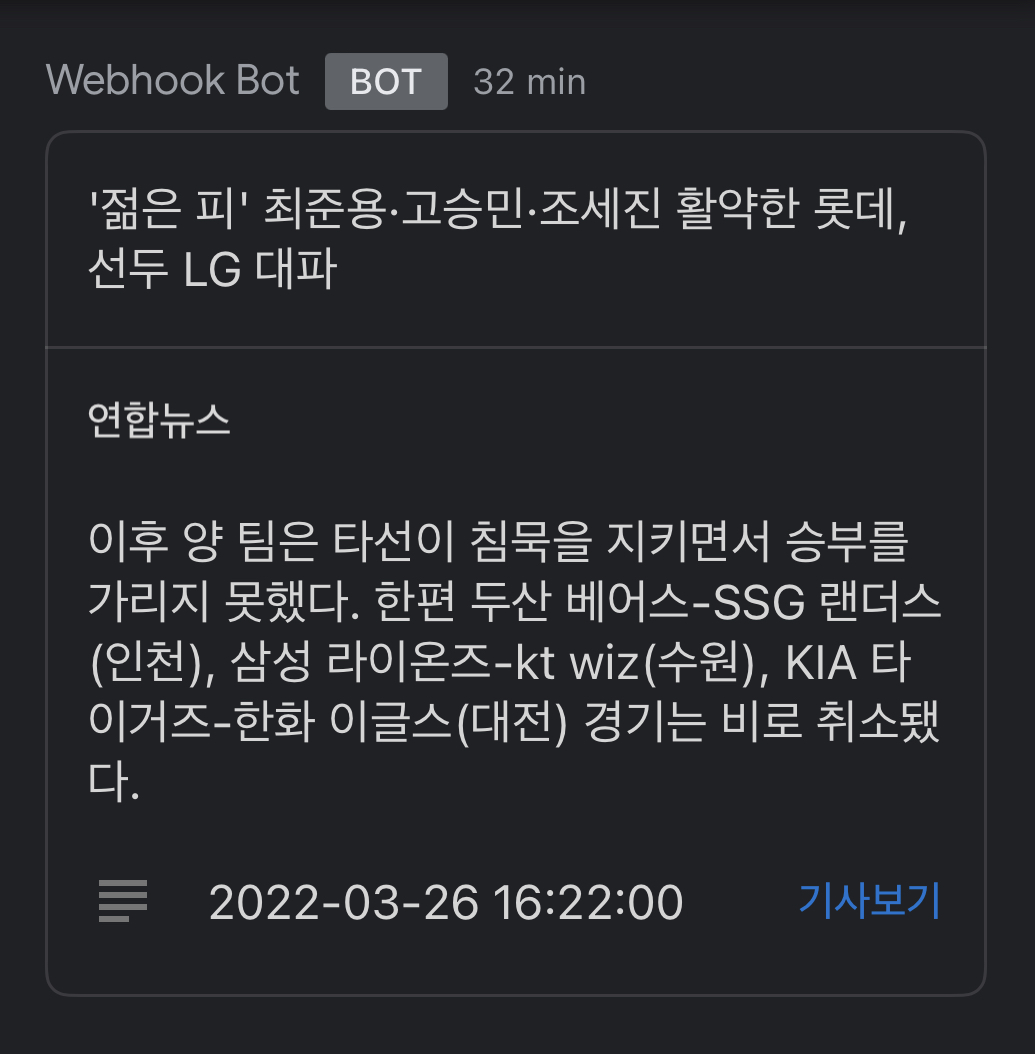 Webhook Bot BOT 32 min
'젊은 피' 최준용·고승민·조세진 활약한 롯데,
선두 LG 대파
연합뉴스
이후 양 팀은 타선이 침묵을 지키면서 승부를
가리지 못했다. 한편 두산 베어스-SSG 랜더스
(인천), 삼성 라이온즈-kt wiz(수원), KIA 타
이거즈-한화 이글스(대전) 경기는 비로 취소됐
다.
2022-03-26 16:22:00 기사보기